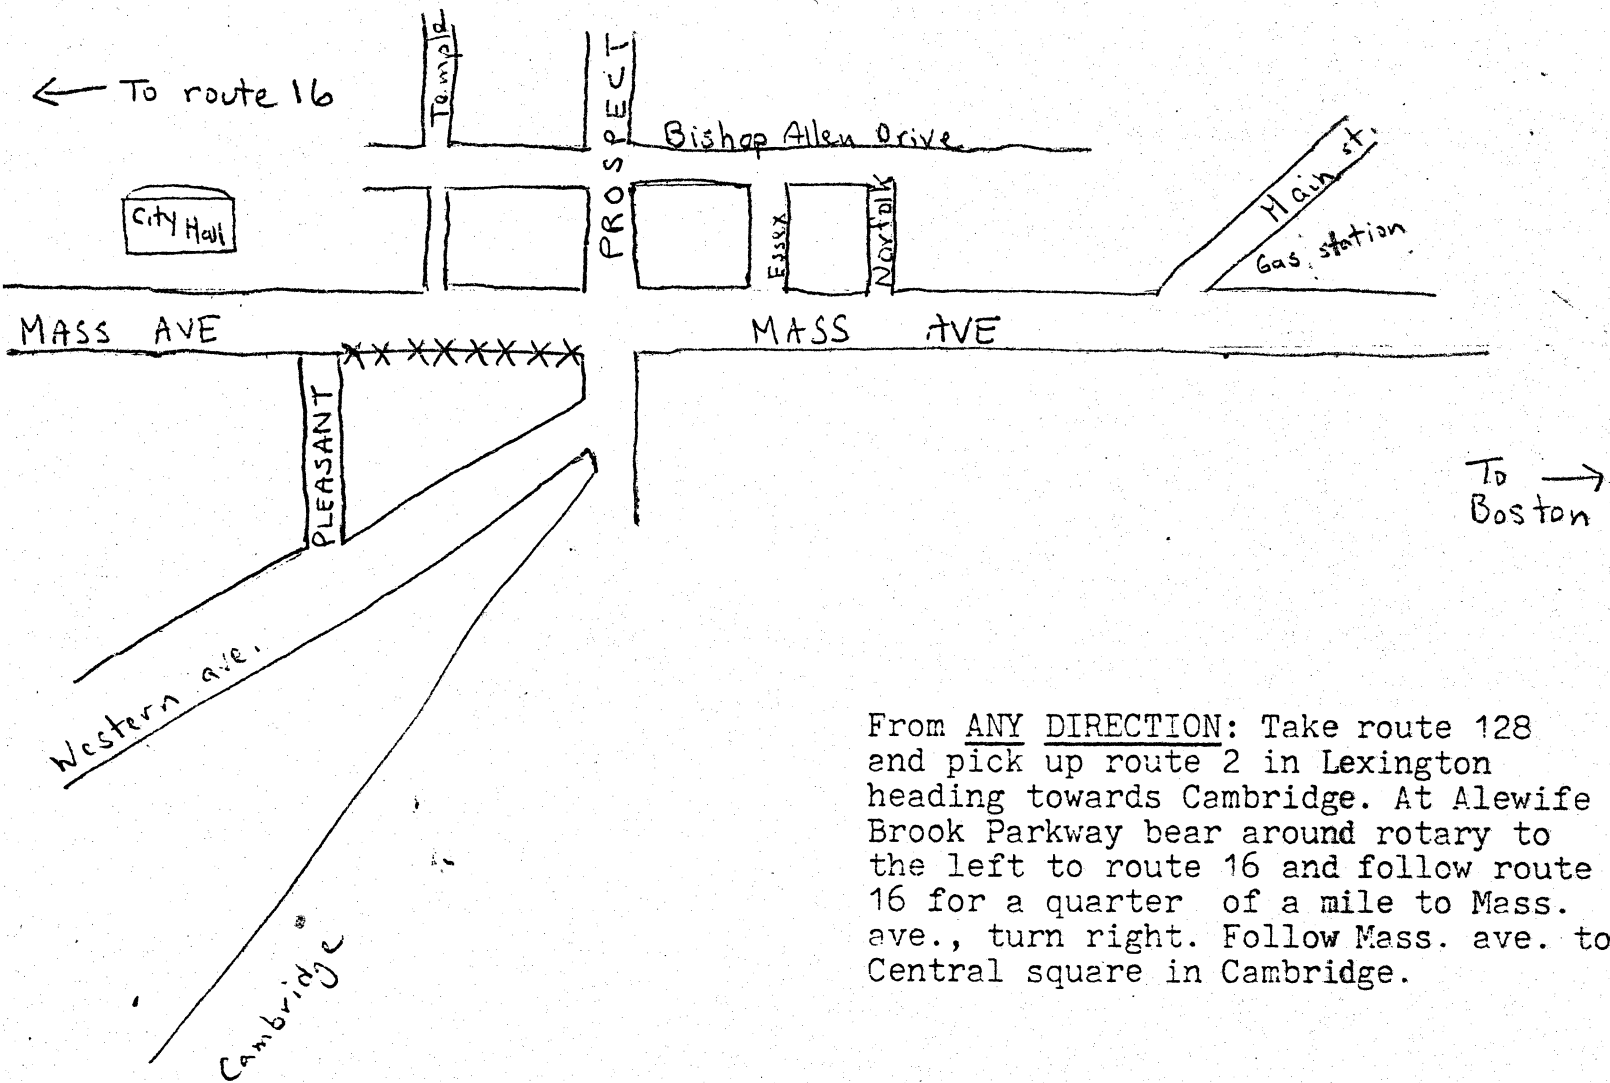 Templ
PROSPECT
← To route 16
Bishop Allen Drive
Main st.
City Hall
Essex
Norfolk
Gas station
MASS AVE
MASS AVE
XXXXXXXXX
PLEASANT
To →
Boston
Western ave.
From ANY DIRECTION: Take route 128
and pick up route 2 in Lexington
heading towards Cambridge. At Alewife
Brook Parkway bear around rotary to
the left to route 16 and follow route
16 for a quarter of a mile to Mass.
ave., turn right. Follow Mass. ave. to
Central square in Cambridge.
Cambridge